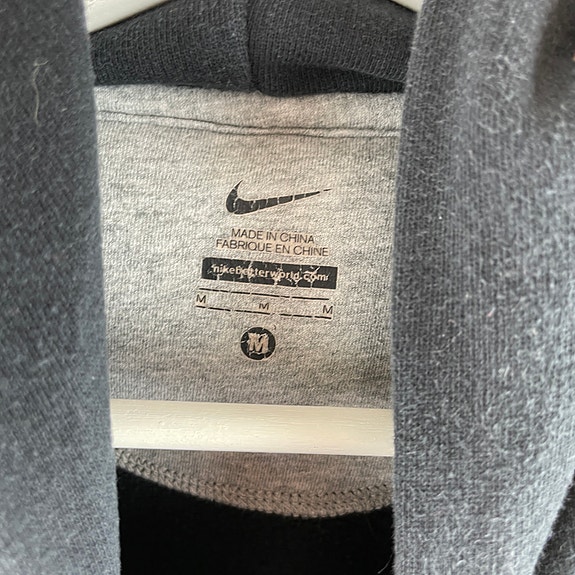 MADE IN CHINA
FABRIQUE EN CHINE
nikebetterworld.com
M M M
M